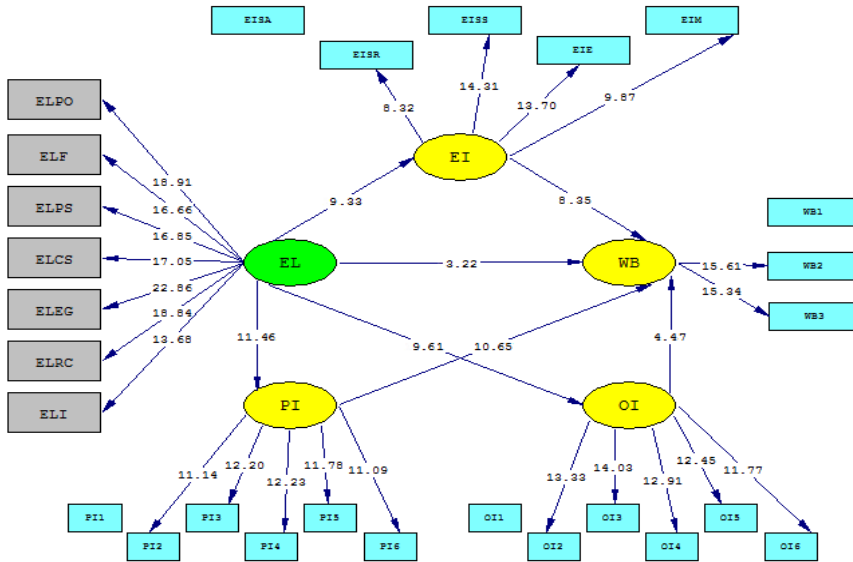 EISA
EISS
EIM
EISR
EIE
ELPO
8.32
14.31
13.70
9.87
ELF
EI
18.91
16.66
9.33
8.35
ELPS
16.85
WB1
ELCS
17.05
EL
3.22
WB
15.61
WB2
22.86
15.34
ELEG
18.84
WB3
13.68
11.46
9.61
10.65
4.47
ELRC
ELI
PI
OI
11.14
12.20
12.23
11.78
11.09
13.33
14.03
12.91
12.45
11.77
PI1
PI3
PI5
OI1
OI3
OI5
PI2
PI4
PI6
OI2
OI4
OI6